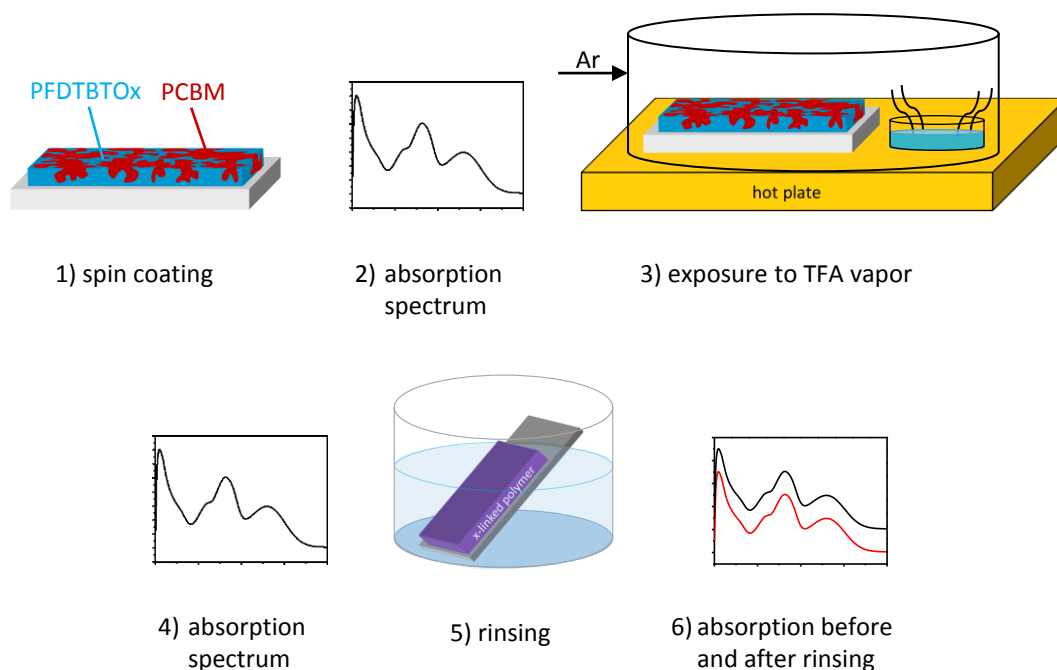 PFDTBTOx PCBM
Ar
hot plate
1) spin coating
2) absorption
spectrum
3) exposure to TFA vapor
x-linked polymer
4) absorption
spectrum
5) rinsing
6) absorption before
and after rinsing